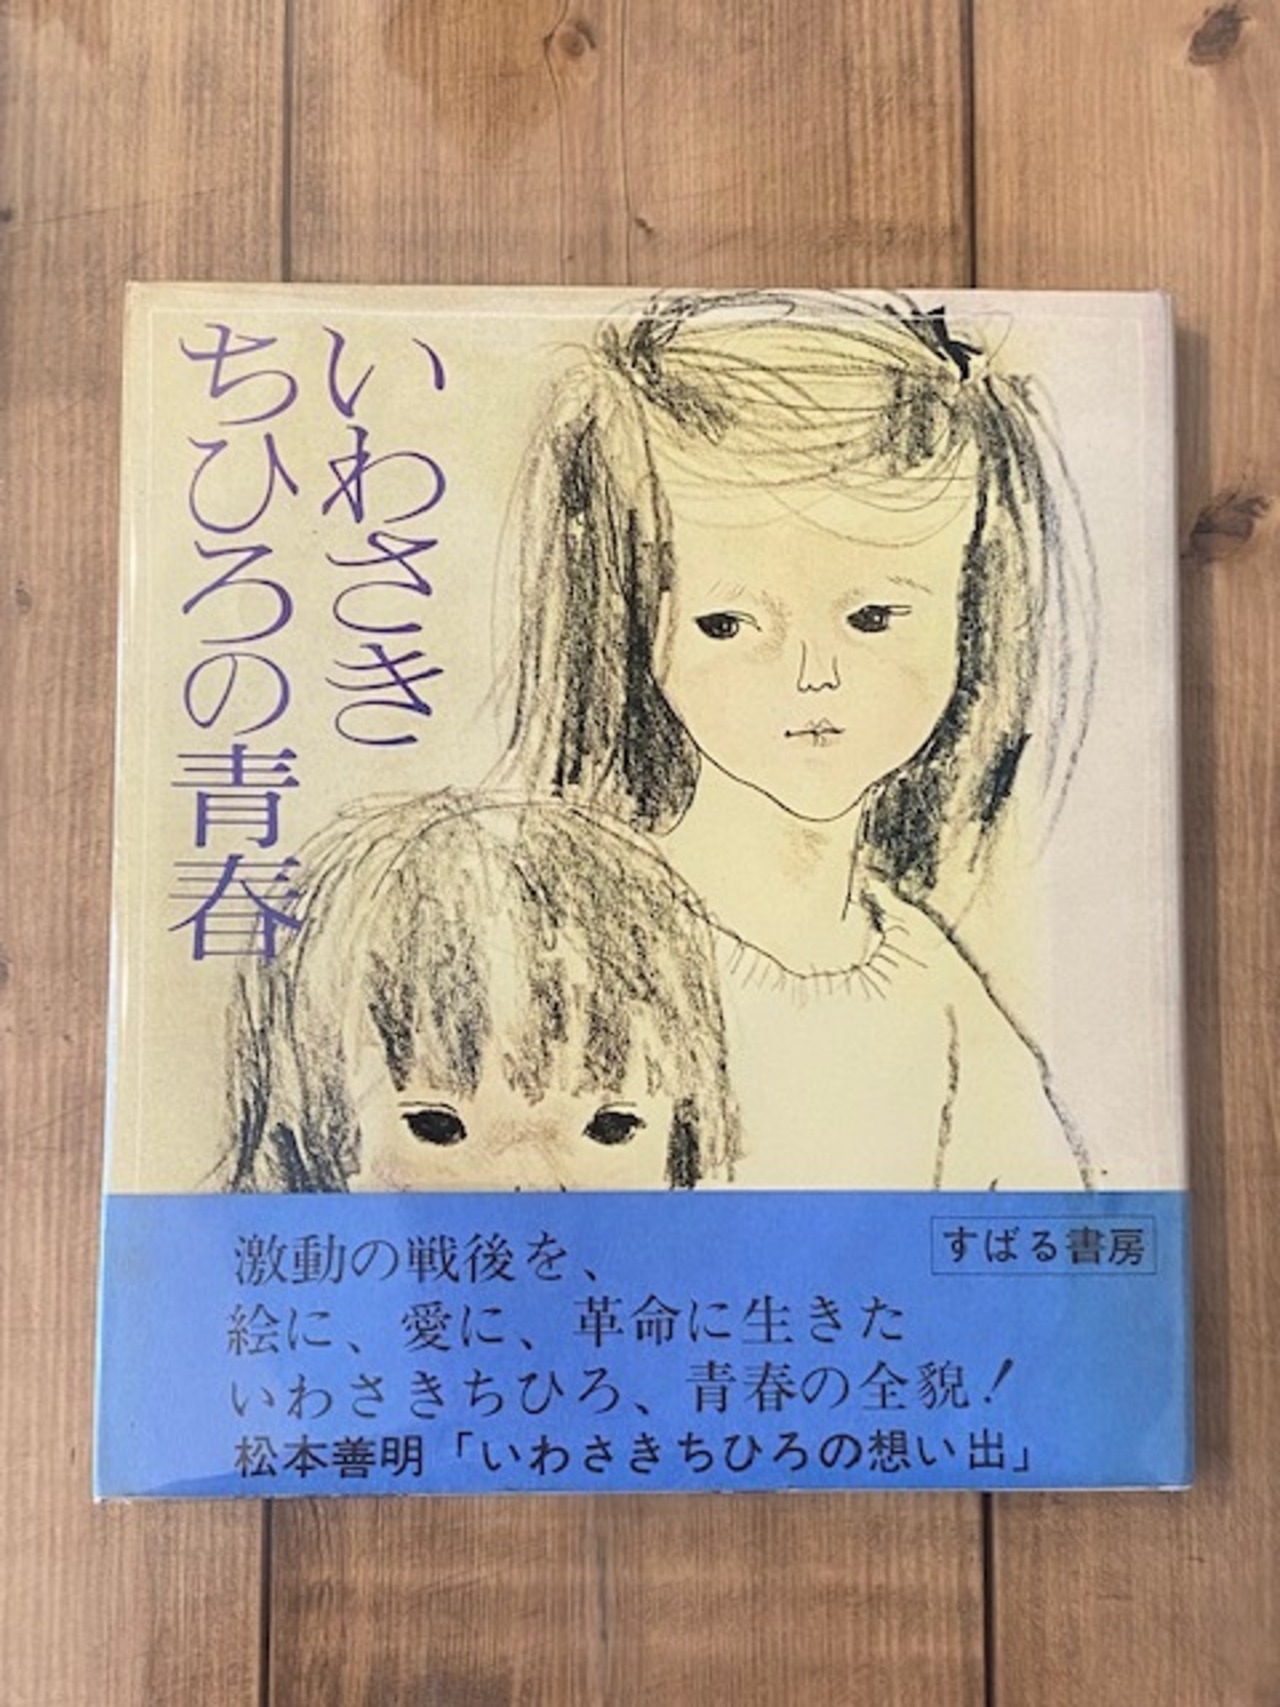 いわさき
ちひろの青春
すばる書房
激動の戦後を、
絵に、愛に、革命に生きた
いわさきちひろ、青春の全貌！
松本善明「いわさきちひろの想い出」